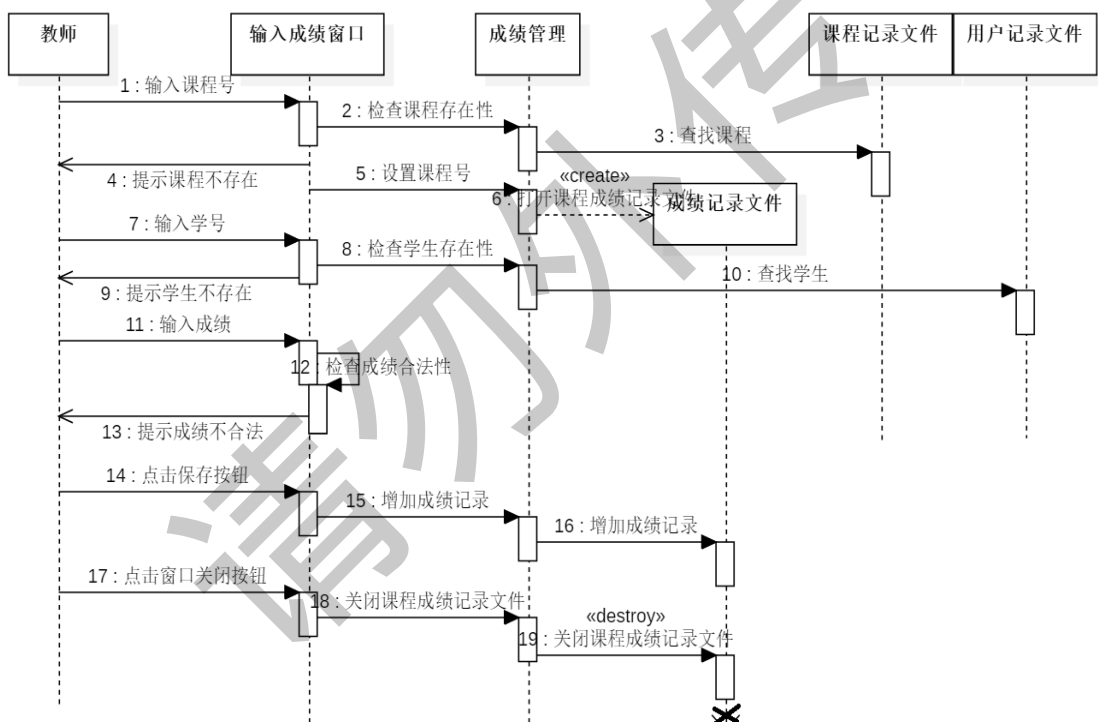 教师
输入成绩窗口
成绩管理
课程记录文件
用户记录文件
1 : 输入课程号
2 : 检查课程存在性
3 : 查找课程
4 : 提示课程不存在
5 : 设置课程号
«create»
6 : 打开课程成绩记录文件
成绩记录文件
7 : 输入学号
8 : 检查学生存在性
9 : 提示学生不存在
10 : 查找学生
11 : 输入成绩
12 : 检查成绩合法性
13 : 提示成绩不合法
14 : 点击保存按钮
15 : 增加成绩记录
16 : 增加成绩记录
17 : 点击窗口关闭按钮
18 : 关闭课程成绩记录文件
«destroy»
19 : 关闭课程成绩记录文件
请勿外传